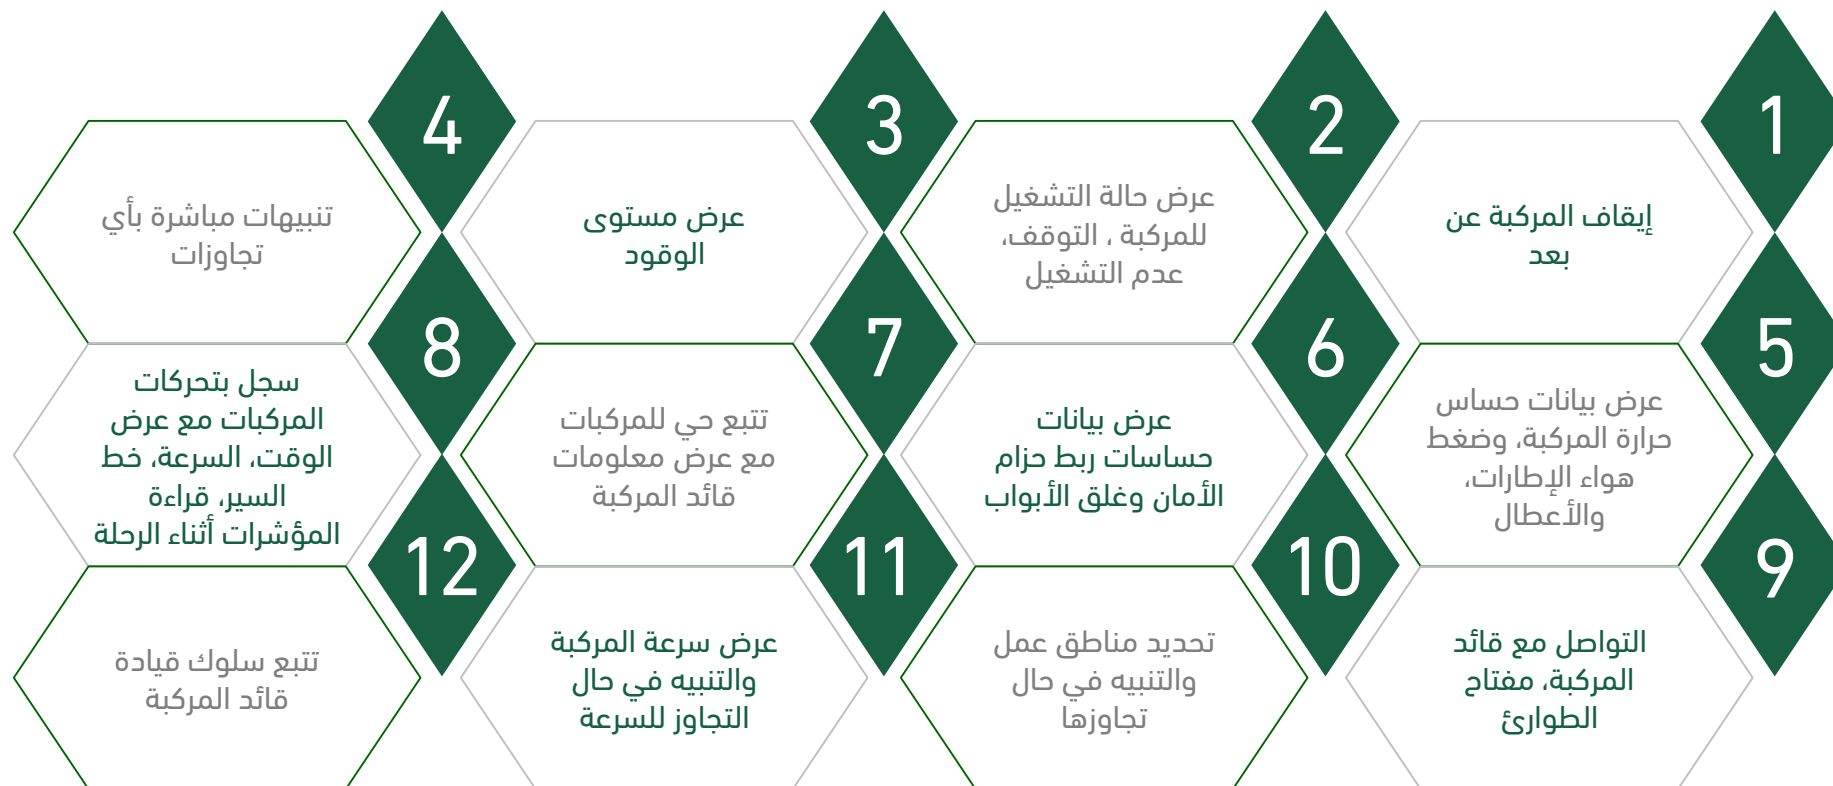 1
إيقاف المركبة عن
بعد
2
عرض حالة التشغيل
للمركبة ، التوقف،
عدم التشغيل
3
عرض مستوى
الوقود
4
تنبيهات مباشرة بأي
تجاوزات
5
عرض بيانات حساس
حرارة المركبة، وضغط
هواء الإطارات،
والأعطال
6
عرض بيانات
حساسات ربط حزام
الأمان وغلق الأبواب
7
تتبع حي للمركبات
مع عرض معلومات
قائد المركبة
8
سجل بتحركات
المركبات مع عرض
الوقت، السرعة، خط
السير، قراءة
المؤشرات أثناء الرحلة
9
التواصل مع قائد
المركبة، مفتاح
الطوارئ
10
تحديد مناطق عمل
والتنبيه في حال
تجاوزها
11
عرض سرعة المركبة
والتنبيه في حال
التجاوز للسرعة
12
تتبع سلوك قيادة
قائد المركبة